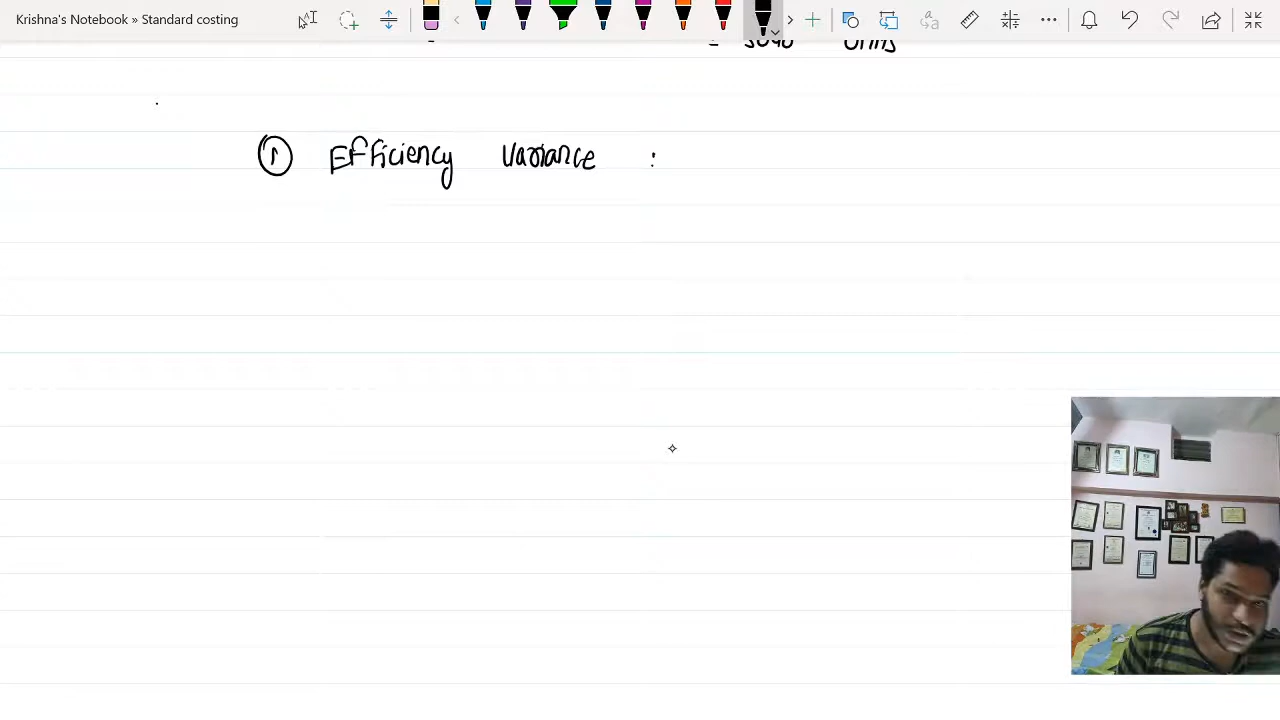 Krishna's Notebook » Standard costing
① Efficiency Variance :